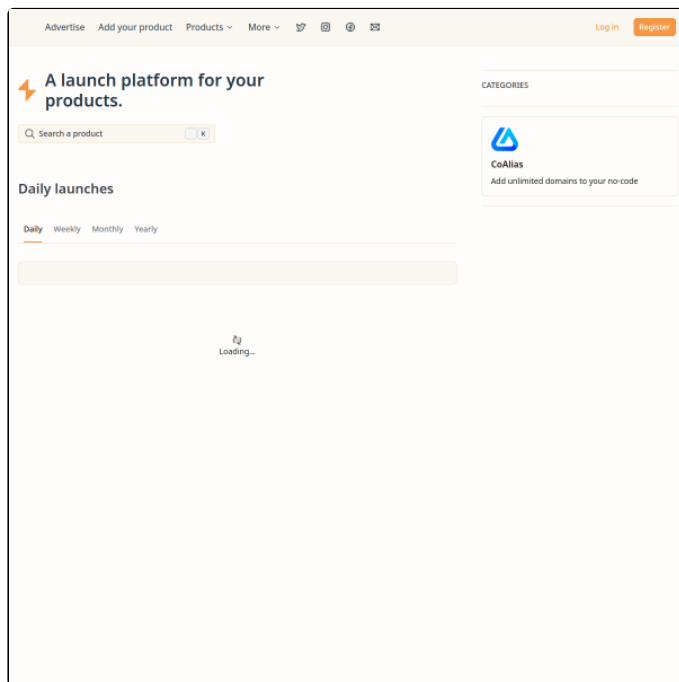 Advertise Add your product Products More Log in Register
A launch platform for your
products.
Search a product K
Daily launches
Daily Weekly Monthly Yearly
Loading...
CATEGORIES
CoAlias
Add unlimited domains to your no-code